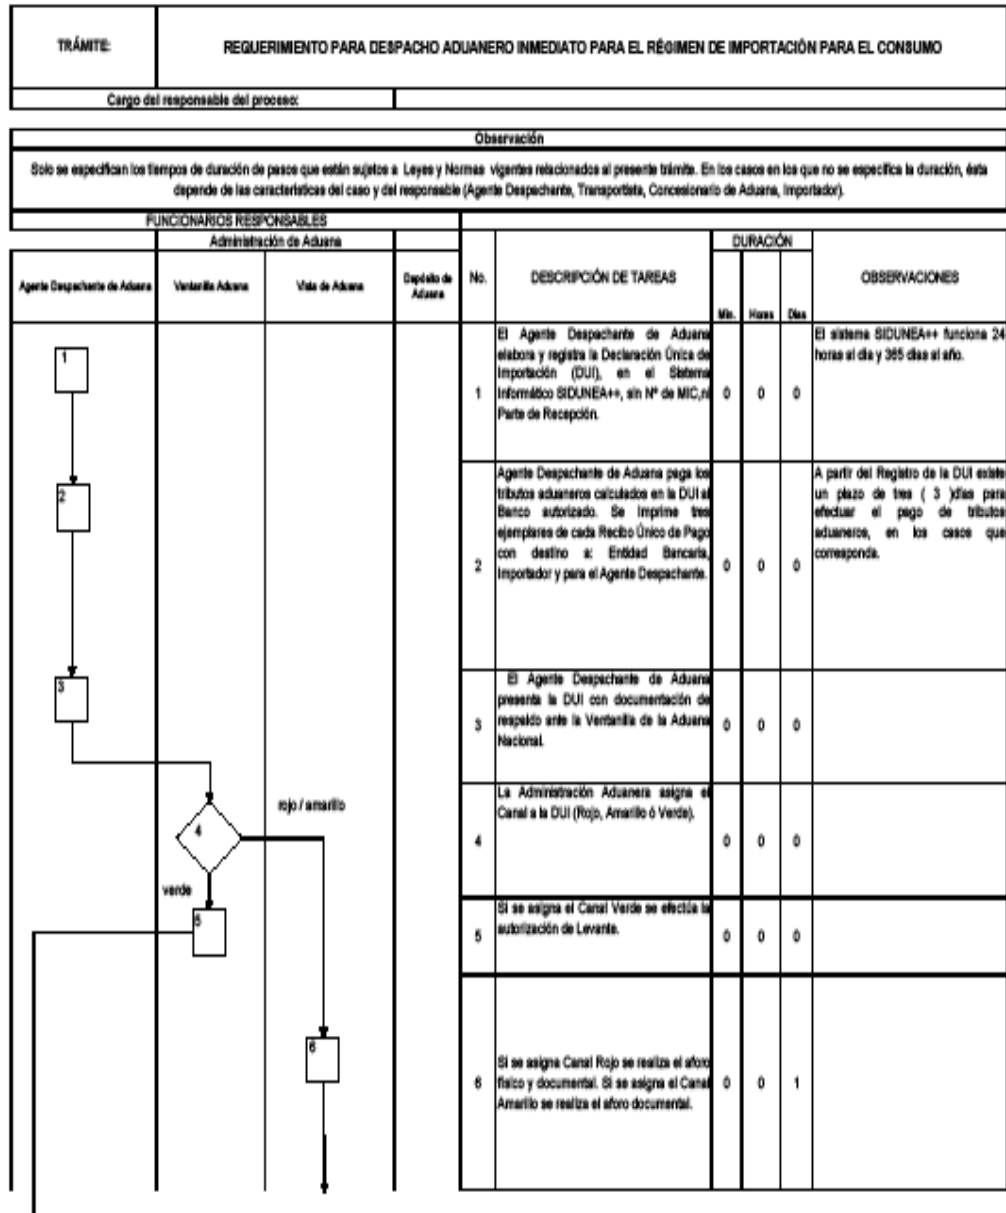 TRÁMITE:
REQUERIMIENTO PARA DESPACHO ADUANERO INMEDIATO PARA EL RÉGIMEN DE IMPORTACIÓN PARA EL CONSUMO
Cargo del responsable del proceso:
Observación
Solo se especifican los tiempos de duración de pasos que están sujetos a Leyes y Normas vigentes relacionados al presente trámite. En los casos en los que no se especifica la duración, ésta
depende de las características del caso y del responsable (Agente Despachante, Transportista, Concesionario de Aduana, Importador).
FUNCIONARIOS RESPONSABLES
Administración de Aduana
Agente Despachante de Aduana
Ventanilla Aduana
Vista de Aduana
Depósito de
Aduana
No.
DESCRIPCIÓN DE TAREAS
DURACIÓN
Min.
Horas
Dias
OBSERVACIONES
1
1
El Agente Despachante de Aduana
elabora y registra la Declaración Única de
Importación (DUI), en el Sistema
Informático SIDUNEA++, sin Nº de MIC,ni
Parte de Recepción.
0
0
0
El sistema SIDUNEA++ funciona 24
horas al dia y 365 dias al año.
2
2
Agente Despachante de Aduana paga los
tributos aduaneros calculados en la DUI al
Banco autorizado. Se Imprime tres
ejemplares de cada Recibo Único de Pago
con destino a: Entidad Bancaria,
Importador y para el Agente Despachante.
0
0
0
A partir del Registro de la DUI existe
un plazo de tres ( 3 )días para
efectuar el pago de tributos
aduaneros, en los casos que
corresponda.
3
3
El Agente Despachante de Aduana
presenta la DUI con documentación de
respaldo ante la Ventanilla de la Aduana
Nacional.
0
0
0
4
rojo / amarillo
verde
4
La Administración Aduanera asigna el
Canal a la DUI (Rojo, Amarillo ó Verde).
0
0
0
5
5
Si se asigna el Canal Verde se efectúa la
autorización de Levante.
0
0
0
6
6
Si se asigna Canal Rojo se realiza el aforo
físico y documental. Si se asigna el Canal
Amarillo se realiza el aforo documental.
0
0
1